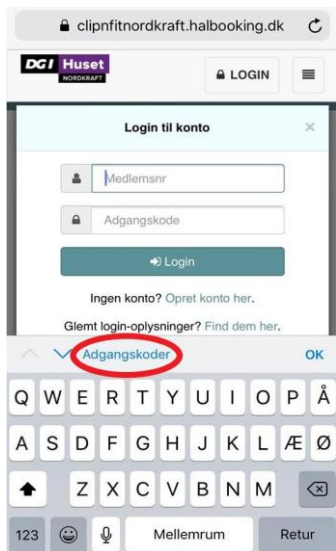 clipnfitnordkraft.halbooking.dk
DGI Huset
NORDKRAFT
LOGIN
Login til konto ×
Medlemsnr
Adgangskode
Login
Ingen konto? Opret konto her.
Glemt login-oplysninger? Find dem her.
Adgangskoder OK
Q W E R T Y U I O P Å
A S D F G H J K L Æ Ø
Z X C V B N M
123 Mellemrum Retur